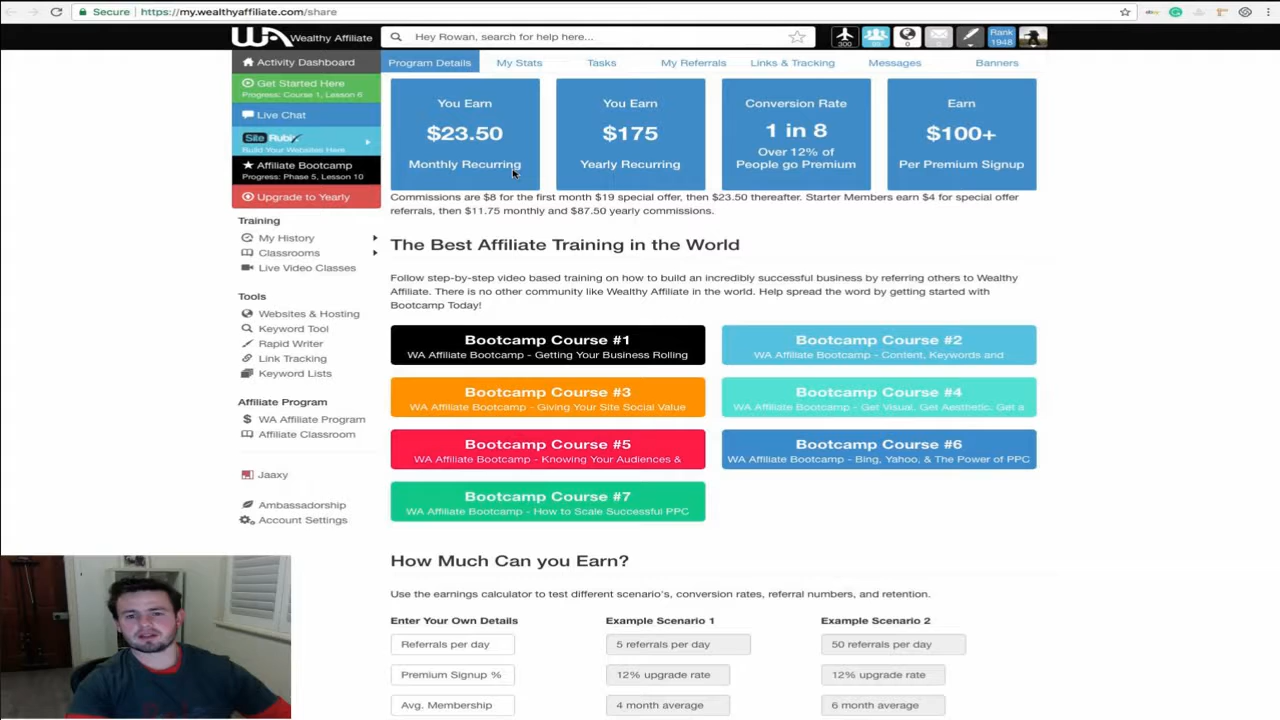 Rowan
Secure
https://my.wealthyaffiliate.com/share
WA Wealthy Affiliate
Hey Rowan, search for help here...
300
0
Rank
1948
Activity Dashboard
Get Started Here
Progress: Course 1, Lesson 6
Live Chat
Site Rubix
Build Your Websites Here
Affiliate Bootcamp
Progress: Phase 5, Lesson 10
Upgrade to Yearly
Training
My History
Classrooms
Live Video Classes
Tools
Websites & Hosting
Keyword Tool
Rapid Writer
Link Tracking
Keyword Lists
Affiliate Program
WA Affiliate Program
Affiliate Classroom
Jaaxy
Ambassadorship
Account Settings
Program Details
My Stats
Tasks
My Referrals
Links & Tracking
Messages
Banners
You Earn
$23.50
Monthly Recurring
You Earn
$175
Yearly Recurring
Conversion Rate
1 in 8
Over 12% of
People go Premium
Earn
$100+
Per Premium Signup
Commissions are $8 for the first month $19 special offer, then $23.50 thereafter. Starter Members earn $4 for special offer
referrals, then $11.75 monthly and $87.50 yearly commissions.
The Best Affiliate Training in the World
Follow step-by-step video based training on how to build an incredibly successful business by referring others to Wealthy
Affiliate. There is no other community like Wealthy Affiliate in the world. Help spread the word by getting started with
Bootcamp Today!
Bootcamp Course #1
WA Affiliate Bootcamp - Getting Your Business Rolling
Bootcamp Course #2
WA Affiliate Bootcamp - Content, Keywords and
Bootcamp Course #3
WA Affiliate Bootcamp - Giving Your Site Social Value
Bootcamp Course #4
WA Affiliate Bootcamp - Get Visual. Get Aesthetic. Get a
Bootcamp Course #5
WA Affiliate Bootcamp - Knowing Your Audiences &
Bootcamp Course #6
WA Affiliate Bootcamp - Bing, Yahoo, & The Power of PPC
Bootcamp Course #7
WA Affiliate Bootcamp - How to Scale Successful PPC
How Much Can you Earn?
Use the earnings calculator to test different scenario's, conversion rates, referral numbers, and retention.
Enter Your Own Details
Example Scenario 1
Example Scenario 2
Referrals per day
5 referrals per day
50 referrals per day
Premium Signup %
12% upgrade rate
12% upgrade rate
Avg. Membership
4 month average
6 month average